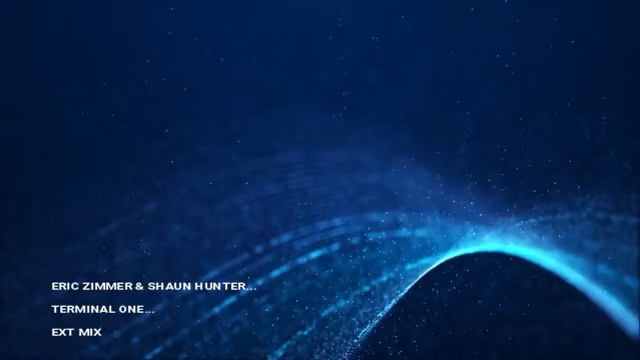 ERIC ZIMMER & SHAUN HUNTER...
TERMINAL ONE...
EXT MIX